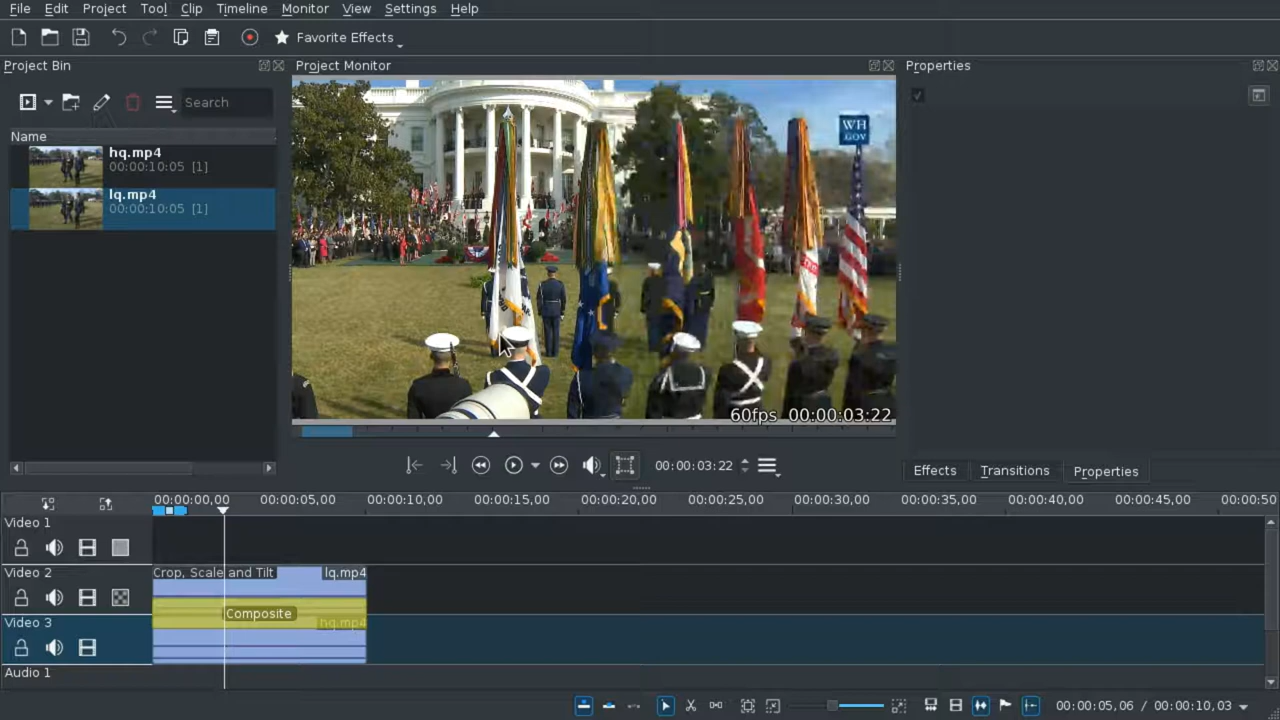 File Edit Project Tool Clip Timeline Monitor View Settings Help
Favorite Effects
Project Bin
Project Monitor
Properties
Search
Name
hq.mp4
00:00:10:05 [1]
lq.mp4
00:00:10:05 [1]
WH
GOV
60fps 00:00:03:22
00:00:03:22
Effects Transitions Properties
00:00:00,00 00:00:05,00 00:00:10,00 00:00:15,00 00:00:20,00 00:00:25,00 00:00:30,00 00:00:35,00 00:00:40,00 00:00:45,00 00:00:50
Video 1
Video 2
Crop, Scale and Tilt lq.mp4
Composite
Video 3
hq.mp4
Audio 1
00:00:05,06 / 00:00:10,03